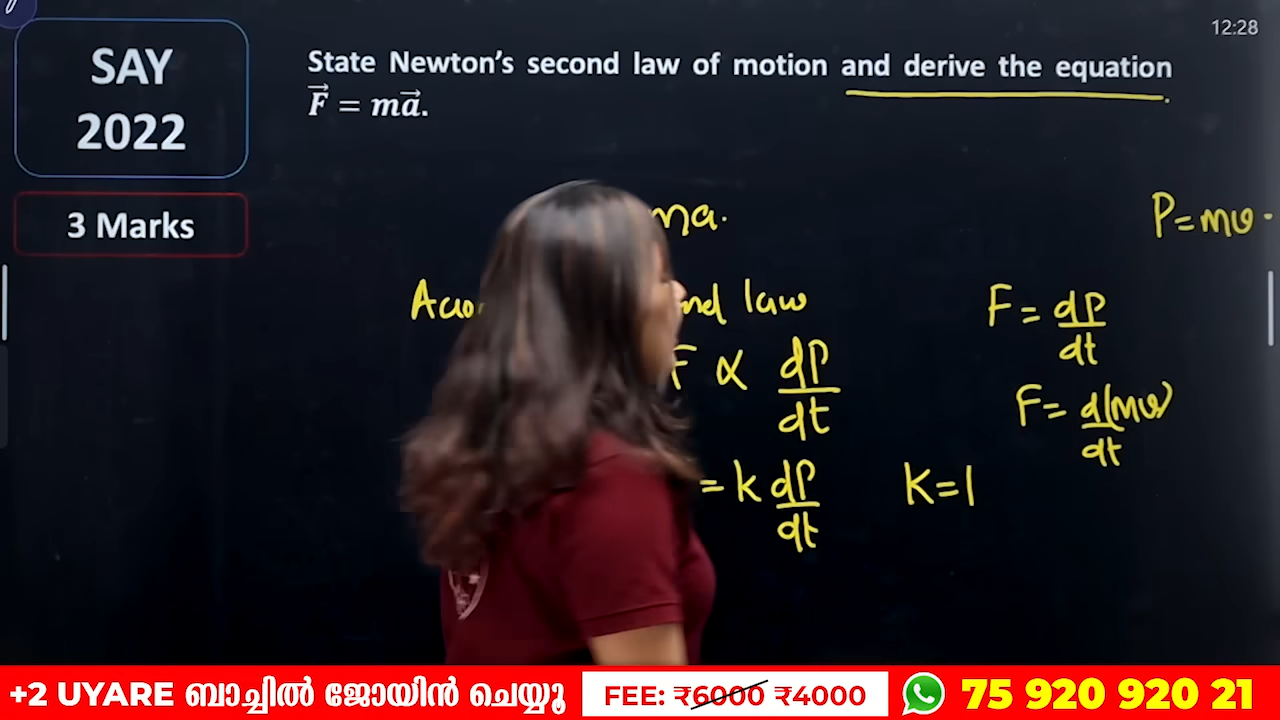 12:28
SAY
2022
3 Marks
State Newton's second law of motion and derive the equation
F⃗ = ma⃗.
ma.
P=mv.
law
F = dp/dt
F ∝ dp/dt
F = d(mv)/dt
= k dp/dt
K=1
+2 UYARE ബാച്ചിൽ ജോയിൻ ചെയ്യൂ
FEE: ₹6000 ₹4000
75 920 920 21